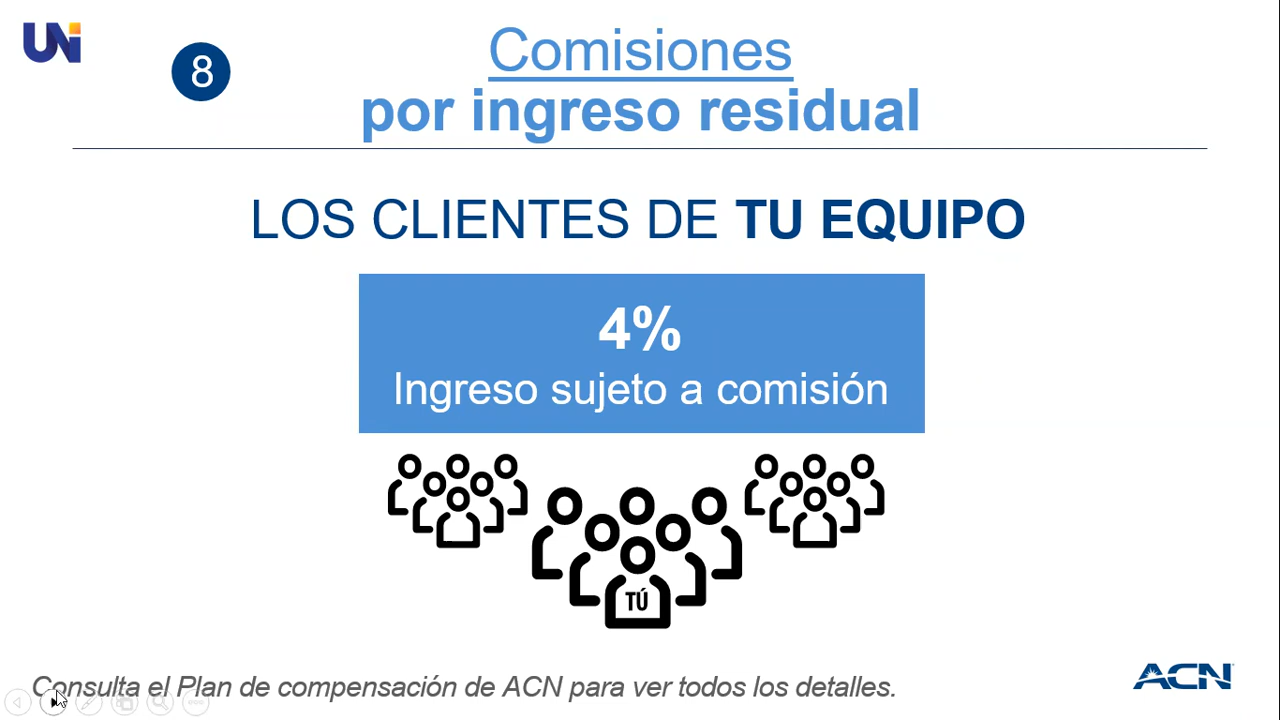 UNi
8
Comisiones
por ingreso residual
LOS CLIENTES DE TU EQUIPO
4%
Ingreso sujeto a comisión
TÚ
Consulta el Plan de compensación de ACN para ver todos los detalles.
ACN